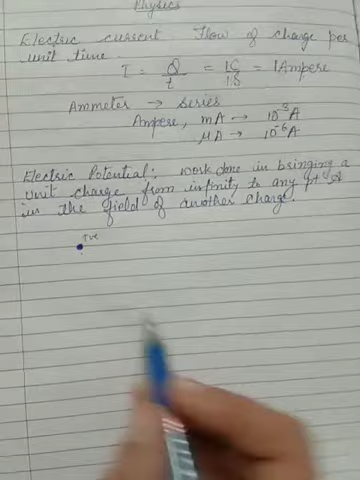 Physics
Electric current Flow of charge per
unit time.
I = Q/t = 1C/1S = 1 Ampere
Ammeter → series
Ampere, mA → 10⁻³A
μA → 10⁻⁶A
Electric Potential: work done in bringing a
unit charge from infinity to any pt
in the field of another charge.
+ve